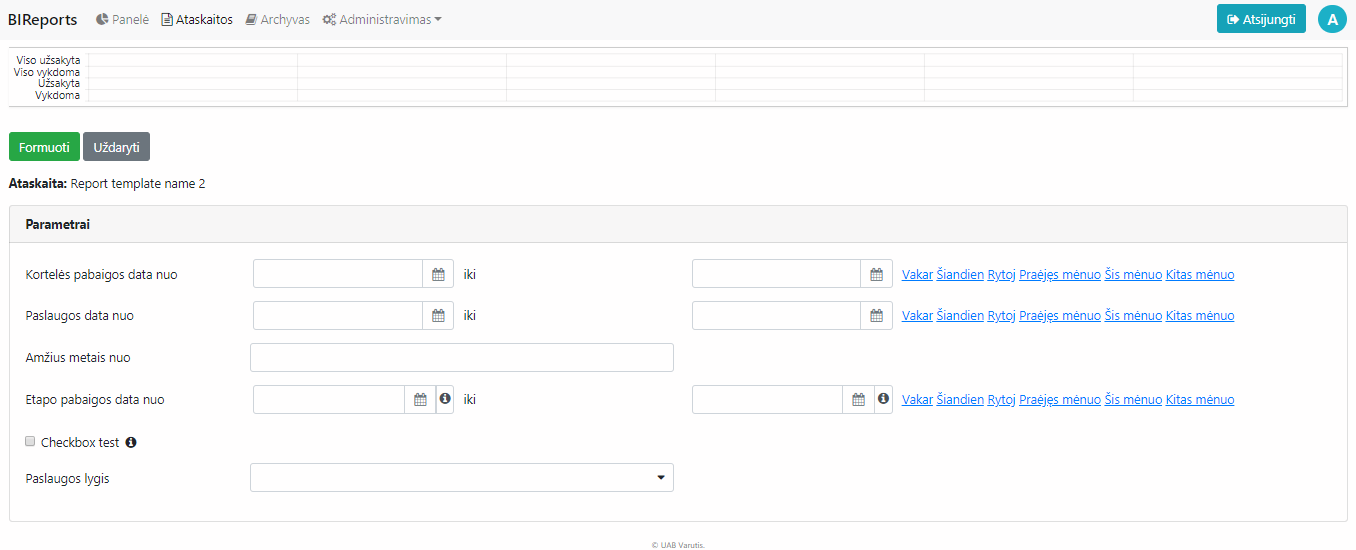 BIReports Panelė Ataskaitos Archyvas Administravimas Atsijungti A
Viso užsakyta
Viso vykdoma
Užsakyta
Vykdoma
Formuoti Uždaryti
Ataskaita: Report template name 2
Parametrai
Kortelės pabaigos data nuo iki Vakar Šiandien Rytoj Praėjęs mėnuo Šis mėnuo Kitas mėnuo
Paslaugos data nuo iki Vakar Šiandien Rytoj Praėjęs mėnuo Šis mėnuo Kitas mėnuo
Amžius metais nuo
Etapo pabaigos data nuo iki Vakar Šiandien Rytoj Praėjęs mėnuo Šis mėnuo Kitas mėnuo
Checkbox test
Paslaugos lygis
© UAB Varutis.